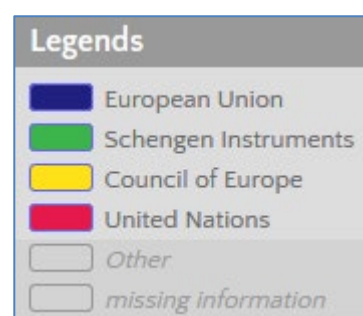 Legends
European Union
Schengen Instruments
Council of Europe
United Nations
Other
missing information